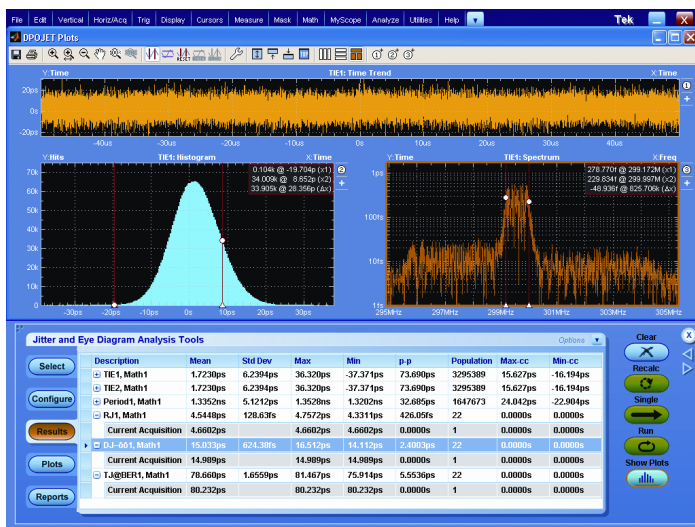 File Edit Vertical Horiz/Acq Trig Display Cursors Measure Mask Math MyScope Analyze Utilities Help Tek
DPOJET Plots
RESET
Y:Time TIE1: Time Trend X:Time
20ps
0s
-20ps
-40us -30us -20us -10us 0s 10us 20us 30us 40us
Y:Hits TIE1: Histogram X:Time
0.104k @ -19.704p (x1)
34.009k @ 8.652p (x2)
33.905k @ 28.356p (Δx)
70k
60k
50k
40k
30k
20k
10k
0
-30ps -20ps -10ps 0s 10ps 20ps 30ps
Y:Time TIE1: Spectrum X:Freq
278.770f @ 299.172M (x1)
229.834f @ 299.997M (x2)
-48.936f @ 825.706k (Δx)
1ps
100fs
10fs
1fs
295MHz 297MHz 299MHz 301MHz 303MHz 305MHz
Jitter and Eye Diagram Analysis Tools Options
Select
Configure
Results
Plots
Reports
Description Mean Std Dev Max Min p-p Population Max-cc Min-cc
TIE1, Math1 1.7230ps 6.2394ps 36.320ps -37.371ps 73.690ps 3295389 15.627ps -16.194ps
TIE2, Math1 1.7230ps 6.2394ps 36.320ps -37.371ps 73.690ps 3295389 15.627ps -16.194ps
Period1, Math1 1.3352ns 5.1212ps 1.3528ns 1.3202ns 32.685ps 1647673 24.042ps -22.904ps
RJ1, Math1 4.5448ps 128.63fs 4.7572ps 4.3311ps 426.05fs 22 0.0000s 0.0000s
Current Acquisition 4.6602ps 4.6602ps 4.6602ps 0.0000s 1 0.0000s 0.0000s
DJ-δδ1, Math1 15.033ps 624.38fs 16.512ps 14.112ps 2.4003ps 22 0.0000s 0.0000s
Current Acquisition 14.989ps 14.989ps 14.989ps 0.0000s 1 0.0000s 0.0000s
TJ@BER1, Math1 78.660ps 1.6559ps 81.467ps 75.914ps 5.5536ps 22 0.0000s 0.0000s
Current Acquisition 80.232ps 80.232ps 80.232ps 0.0000s 1 0.0000s 0.0000s
Clear
Recalc
Single
Run
Show Plots